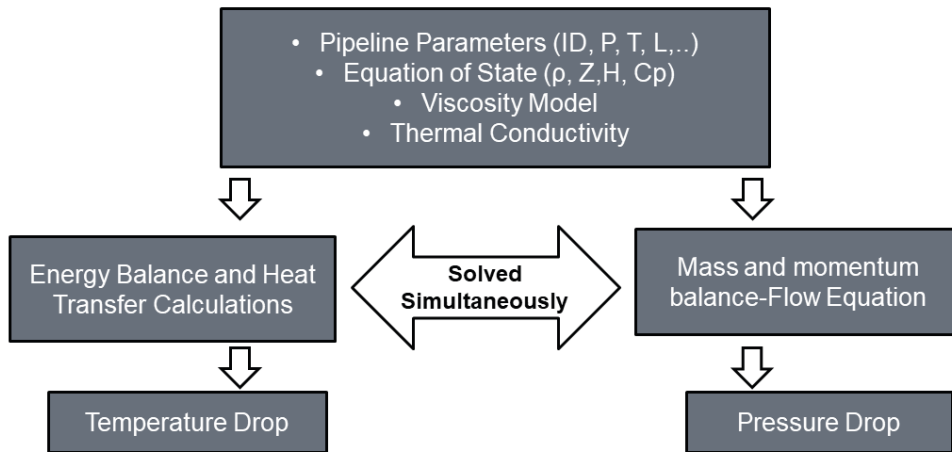 • Pipeline Parameters (ID, P, T, L,..)
• Equation of State (ρ, Z,H, Cp)
• Viscosity Model
• Thermal Conductivity
Energy Balance and Heat
Transfer Calculations
Solved
Simultaneously
Mass and momentum
balance-Flow Equation
Temperature Drop
Pressure Drop